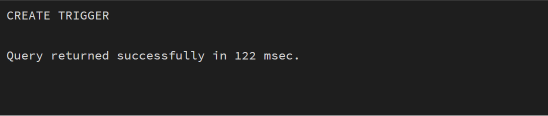 CREATE TRIGGER
Query returned successfully in 122 msec.